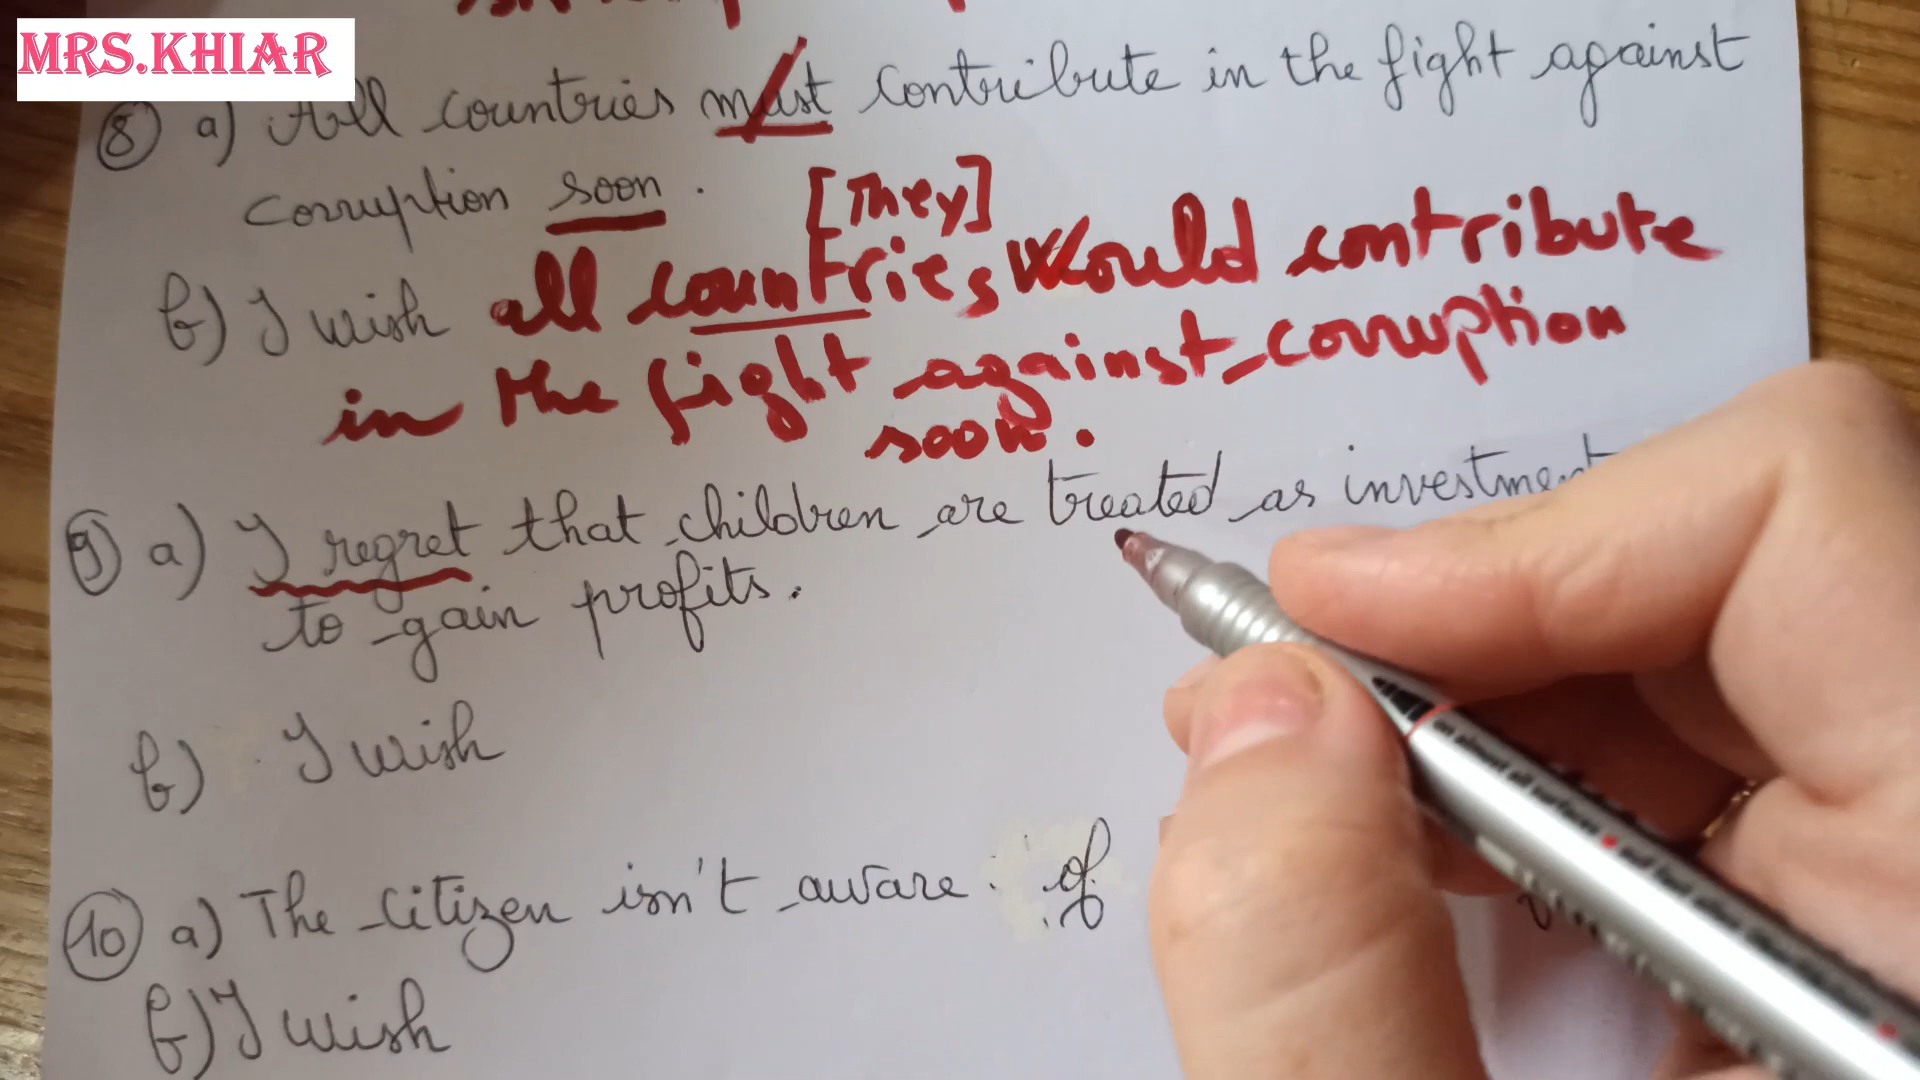 MRS.KHIAR
8 a) All countries must contribute in the fight against
corruption soon.
[They]
b) I wish all countries would contribute
in the fight against corruption
soon.
9 a) I regret that children are treated as investment
to gain profits.
b) I wish
10 a) The citizen isn't aware of
b) I wish